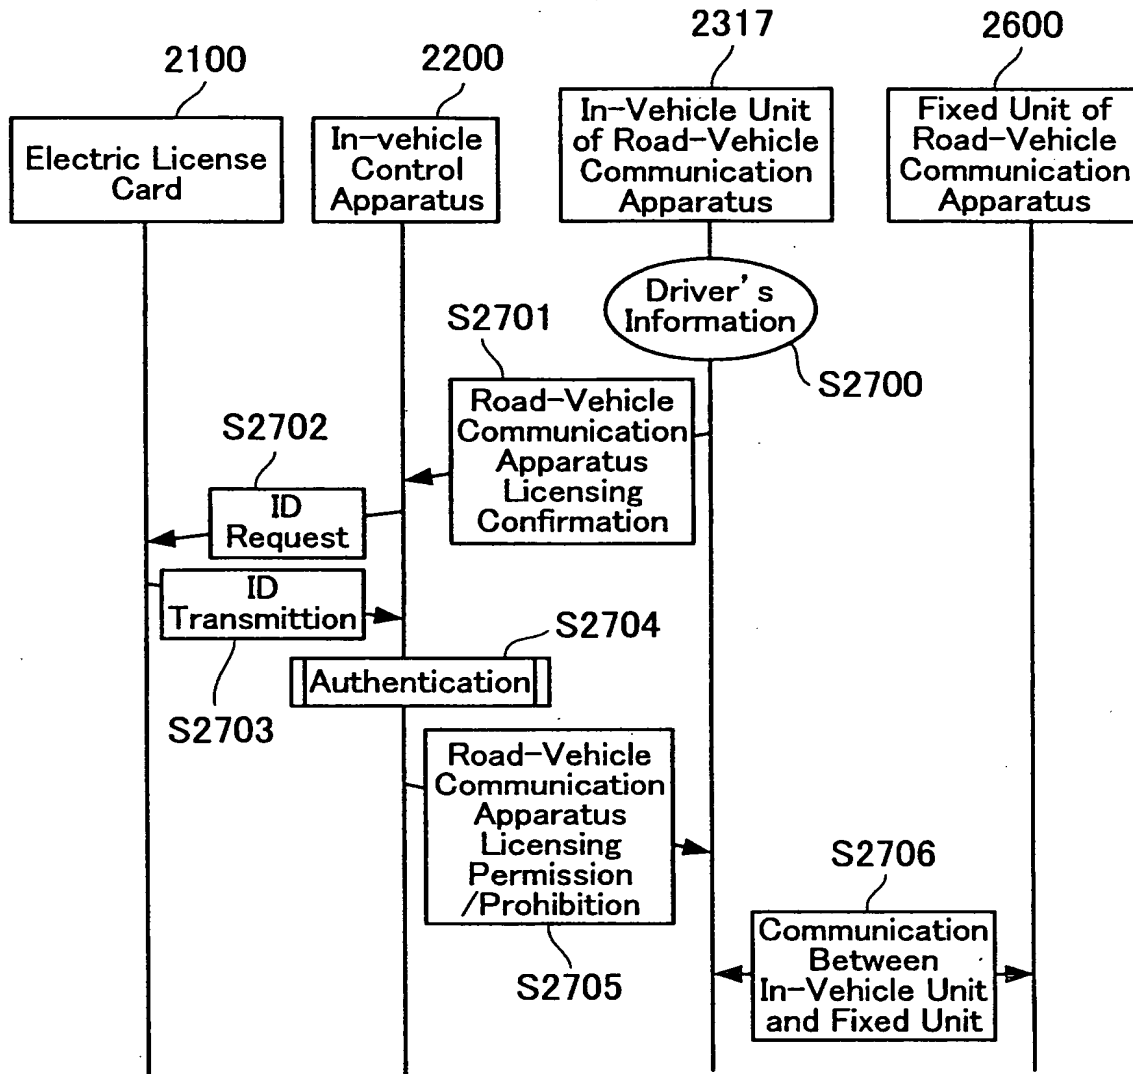 2100
2200
2317
2600
Electric License
Card
In-vehicle
Control
Apparatus
In-Vehicle Unit
of Road-Vehicle
Communication
Apparatus
Fixed Unit of
Road-Vehicle
Communication
Apparatus
Driver's
Information
S2700
S2701
Road-Vehicle
Communication
Apparatus
Licensing
Confirmation
S2702
ID
Request
ID
Transmittion
S2703
S2704
Authentication
Road-Vehicle
Communication
Apparatus
Licensing
Permission
/Prohibition
S2705
S2706
Communication
Between
In-Vehicle Unit
and Fixed Unit